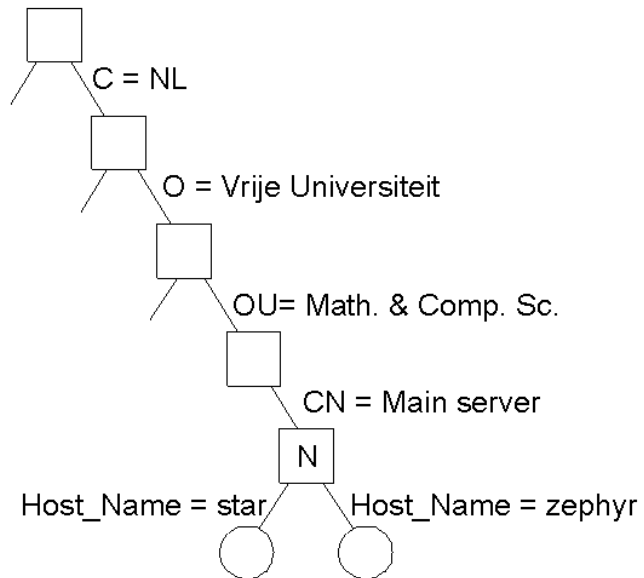 C = NL
O = Vrije Universiteit
OU= Math. & Comp. Sc.
CN = Main server
N
Host_Name = star
Host_Name = zephyr